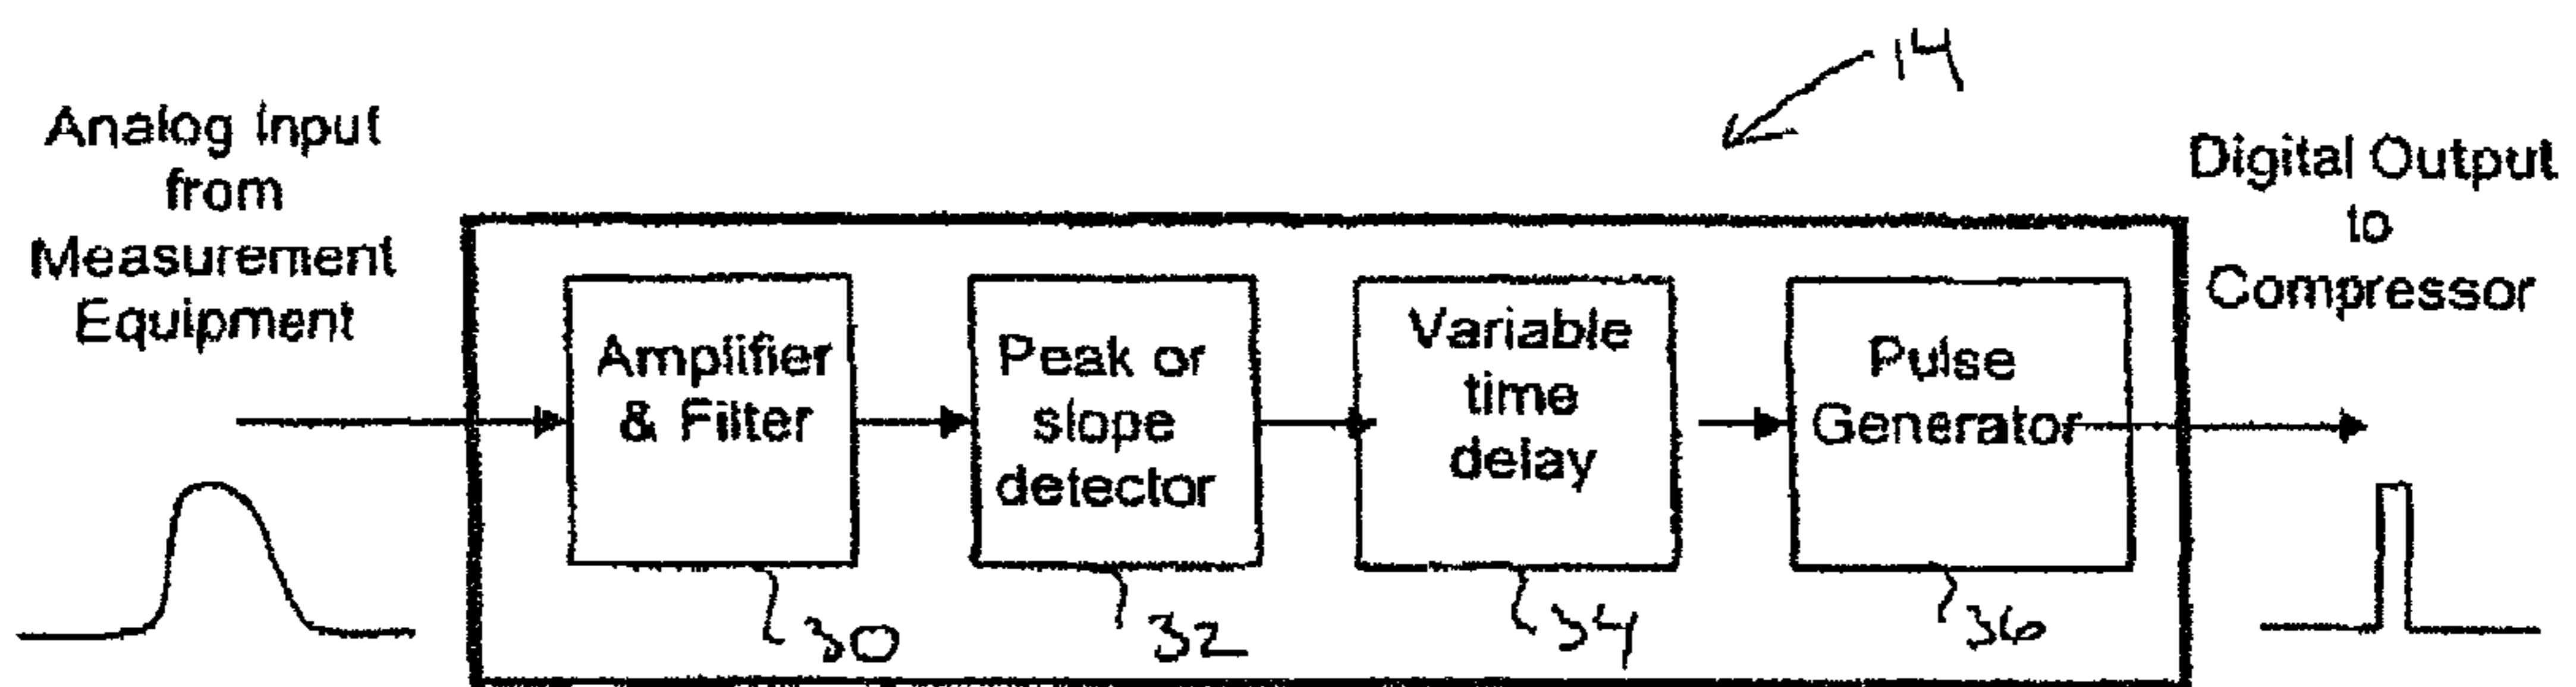 14
Analog Input
from
Measurement
Equipment
Digital Output
to
Compressor
Amplifier
& Filter
Peak or
slope
detector
Variable
time
delay
Pulse
Generator
30
32
34
36